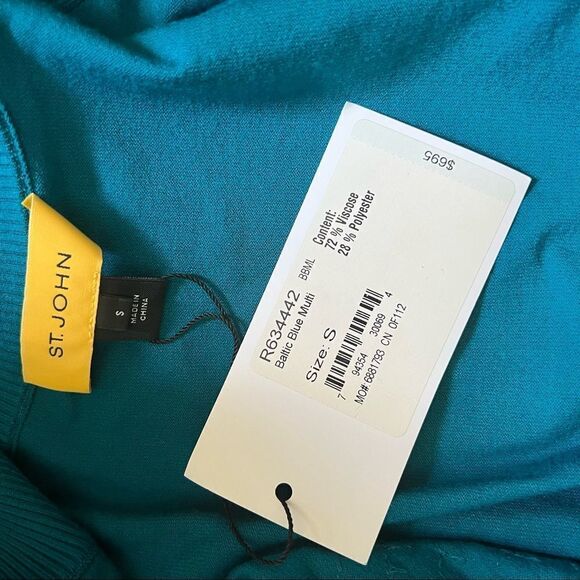 ST. JOHN
S
MADE IN
CHINA
$695
Content:
72 % Viscose
28 % Polyester
R634442 BBML
Baltic Blue Multi
Size: S
7 94354 30069 4
MO# 6881793 CN OF112